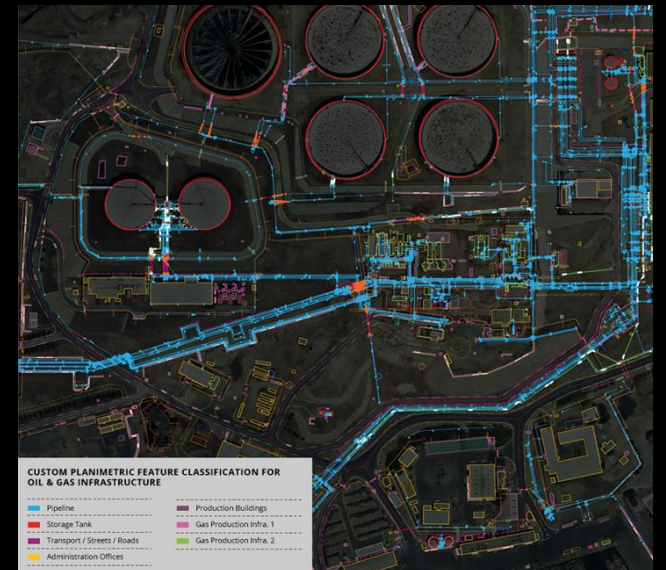 CUSTOM PLANIMETRIC FEATURE CLASSIFICATION FOR
OIL & GAS INFRASTRUCTURE
Pipeline
Storage Tank
Transport / Streets / Roads
Administration Offices
Production Buildings
Gas Production Infra. 1
Gas Production Infra. 2